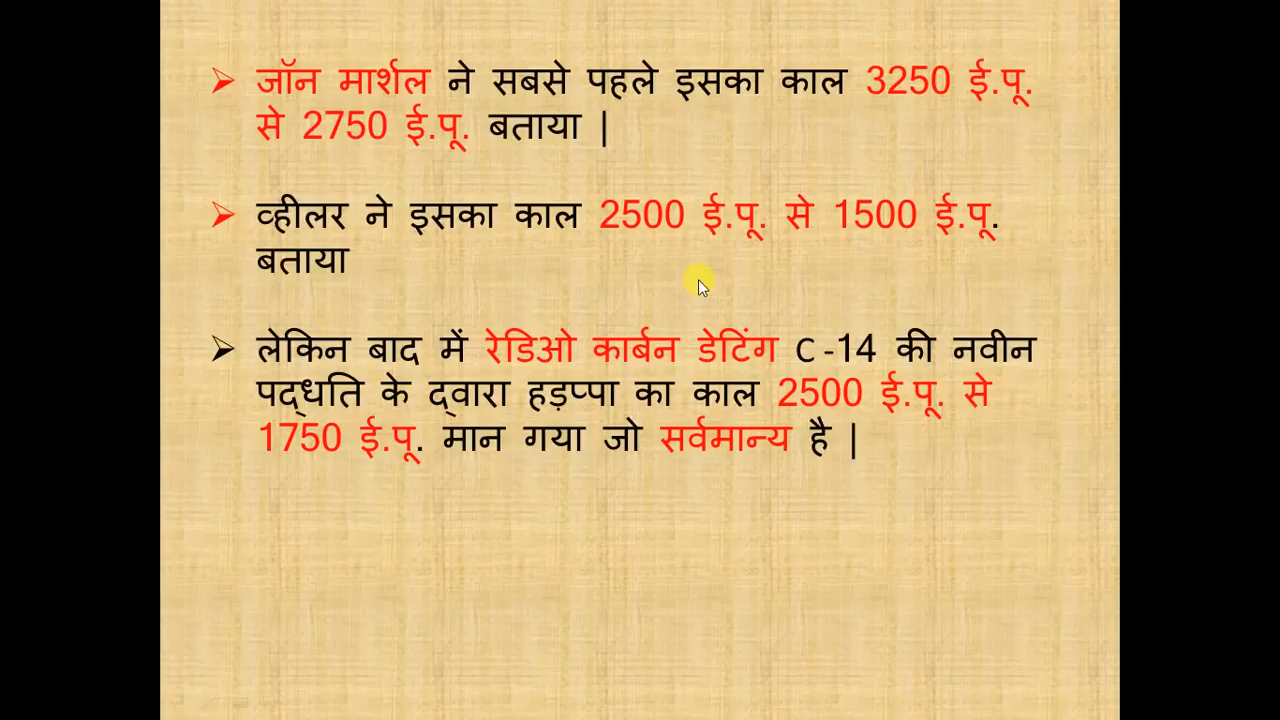 जॉन मार्शल ने सबसे पहले इसका काल 3250 ई.पू.
से 2750 ई.पू. बताया |
व्हीलर ने इसका काल 2500 ई.पू. से 1500 ई.पू.
बताया
लेकिन बाद में रेडिओ कार्बन डेटिंग C -14 की नवीन
पद्धति के द्वारा हड़प्पा का काल 2500 ई.पू. से
1750 ई.पू. मान गया जो सर्वमान्य है |